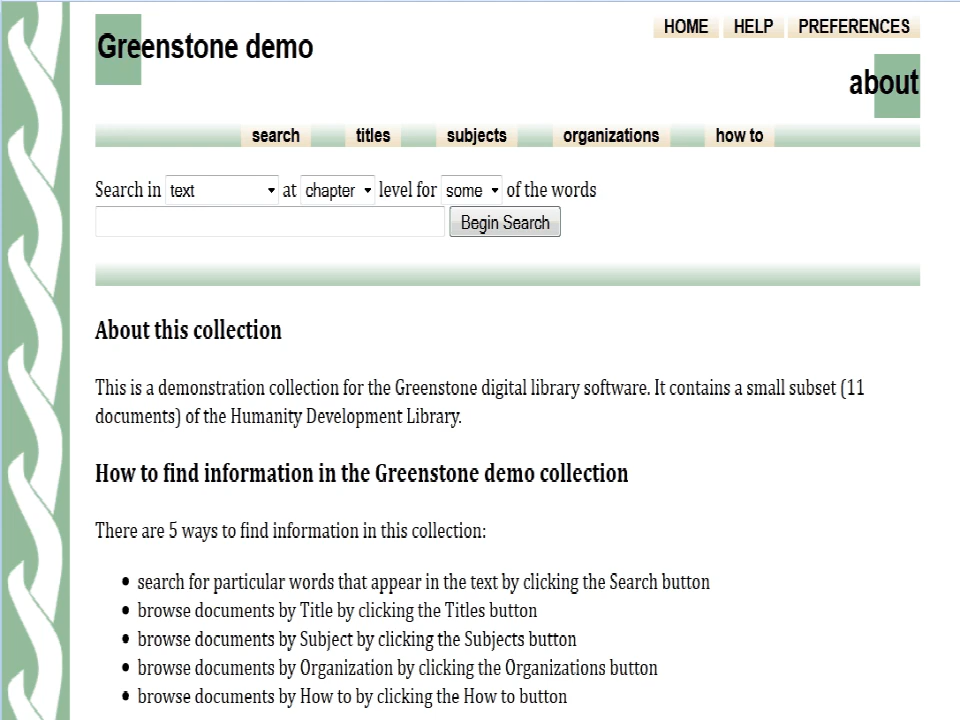 Greenstone demo
HOME HELP PREFERENCES
about
search titles subjects organizations how to
Search in text at chapter level for some of the words
Begin Search
About this collection
This is a demonstration collection for the Greenstone digital library software. It contains a small subset (11
documents) of the Humanity Development Library.
How to find information in the Greenstone demo collection
There are 5 ways to find information in this collection:
• search for particular words that appear in the text by clicking the Search button
• browse documents by Title by clicking the Titles button
• browse documents by Subject by clicking the Subjects button
• browse documents by Organization by clicking the Organizations button
• browse documents by How to by clicking the How to button